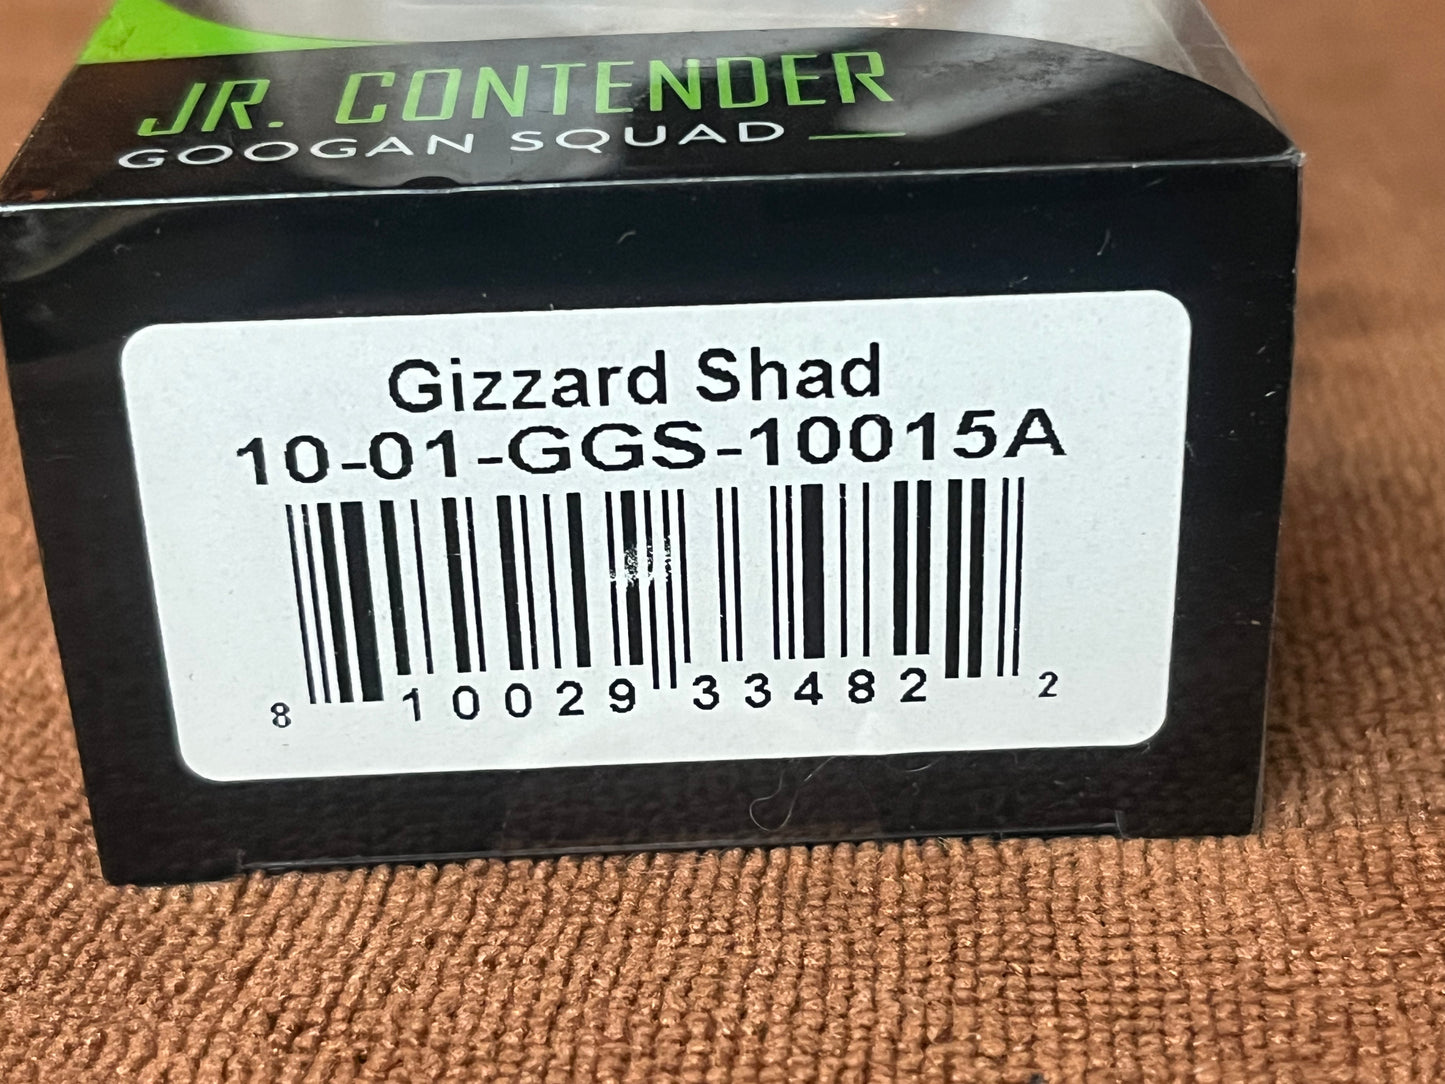 JR. CONTENDER
GOOGAN SQUAD
Gizzard Shad
10-01-GGS-10015A
8 10029 33482 2